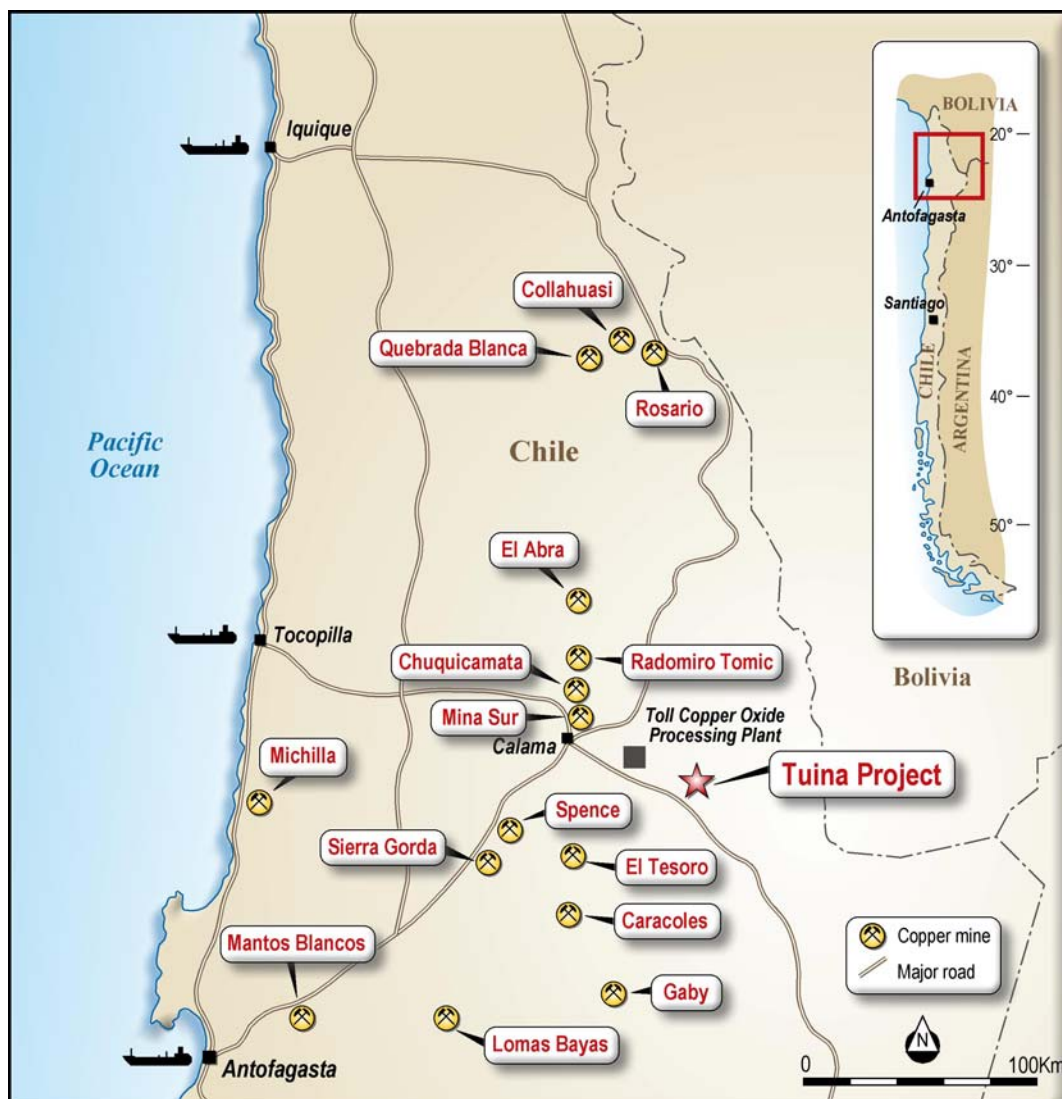 Iquique
BOLIVIA
20°
Antofagasta
30°
Santiago
CHILE
ARGENTINA
40°
50°
Collahuasi
Quebrada Blanca
Rosario
Pacific
Ocean
Chile
El Abra
Tocopilla
Chuquicamata
Radomiro Tomic
Bolivia
Mina Sur
Toll Copper Oxide
Processing Plant
Calama
Michilla
Tuina Project
Spence
Sierra Gorda
El Tesoro
Caracoles
Mantos Blancos
Copper mine
Major road
Gaby
Lomas Bayas
N
Antofagasta
0 100Km